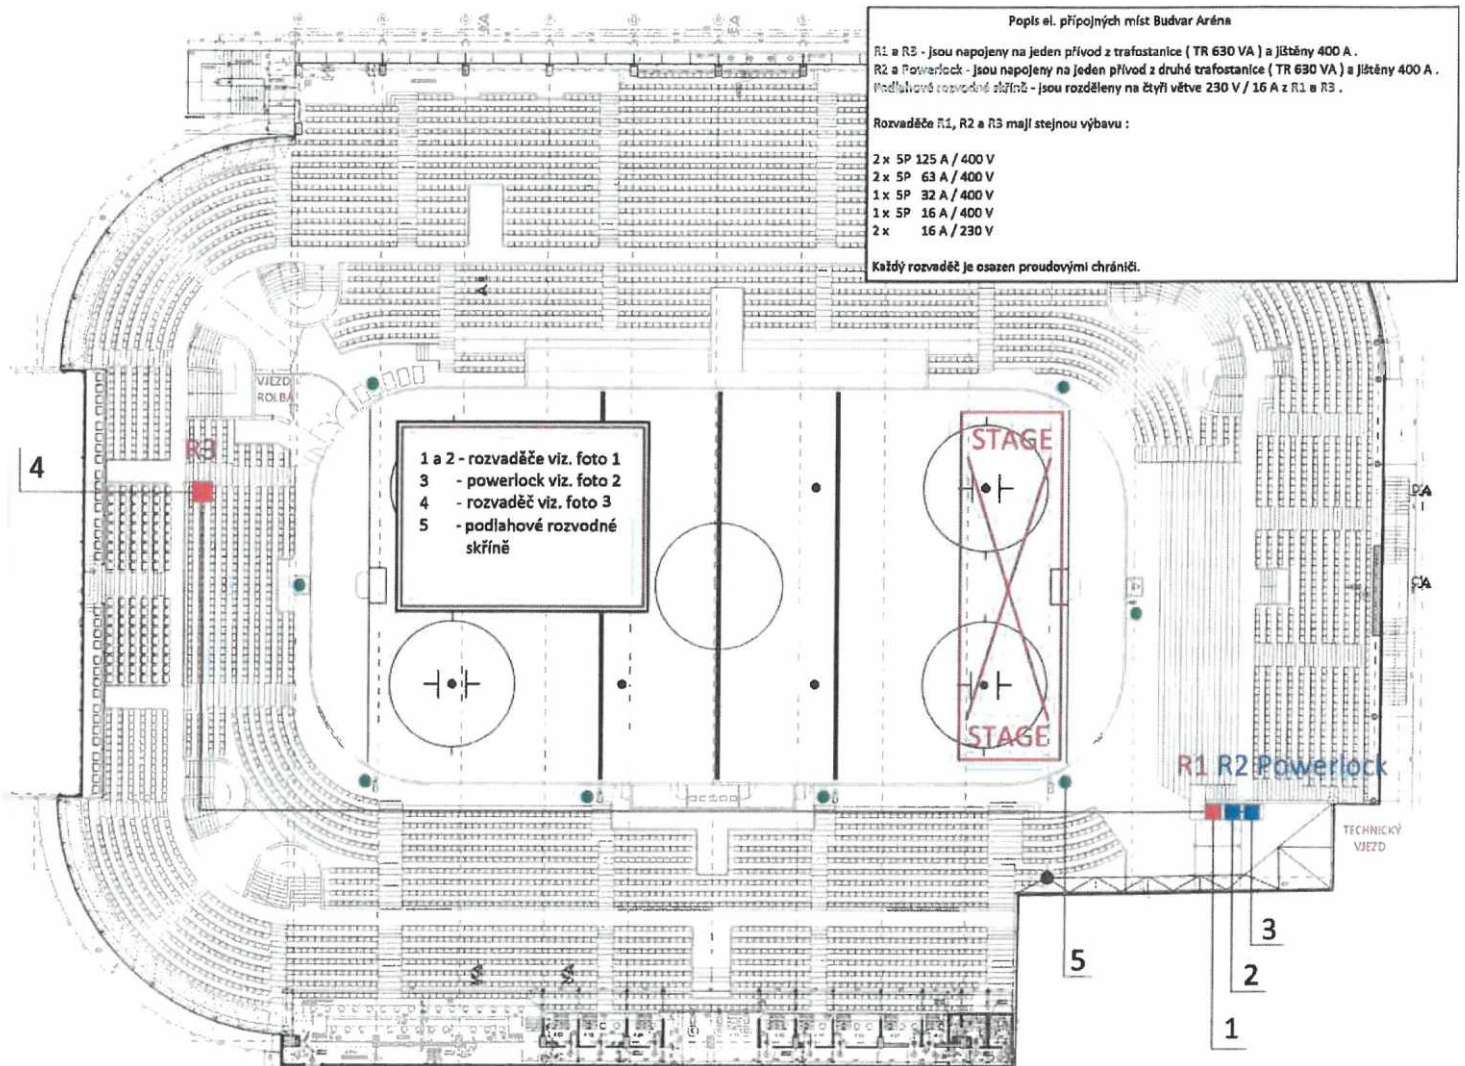 Popis el. přípojných míst Budvar Aréna
R1 a R3 - jsou napojeny na jeden přívod z trafostanice ( TR 630 VA ) a jištěny 400 A .
R2 a Powerlock - jsou napojeny na jeden přívod z druhé trafostanice ( TR 630 VA ) a jištěny 400 A .
Podlahové rozvodné skříně - jsou rozděleny na čtyři větve 230 V / 16 A z R1 a R3 .
Rozvaděče R1, R2 a R3 mají stejnou výbavu :
2 x 5P 125 A / 400 V
2 x 5P 63 A / 400 V
1 x 5P 32 A / 400 V
1 x 5P 16 A / 400 V
2 x 16 A / 230 V
Každý rozvaděč je osazen proudovými chrániči.
VJEZD
ROLBA
R3
4
1 a 2 - rozvaděče viz. foto 1
3 - powerlock viz. foto 2
4 - rozvaděč viz. foto 3
5 - podlahové rozvodné
skříně
STAGE
STAGE
R1 R2 Powerlock
TECHNICKÝ
VJEZD
5
3
2
1